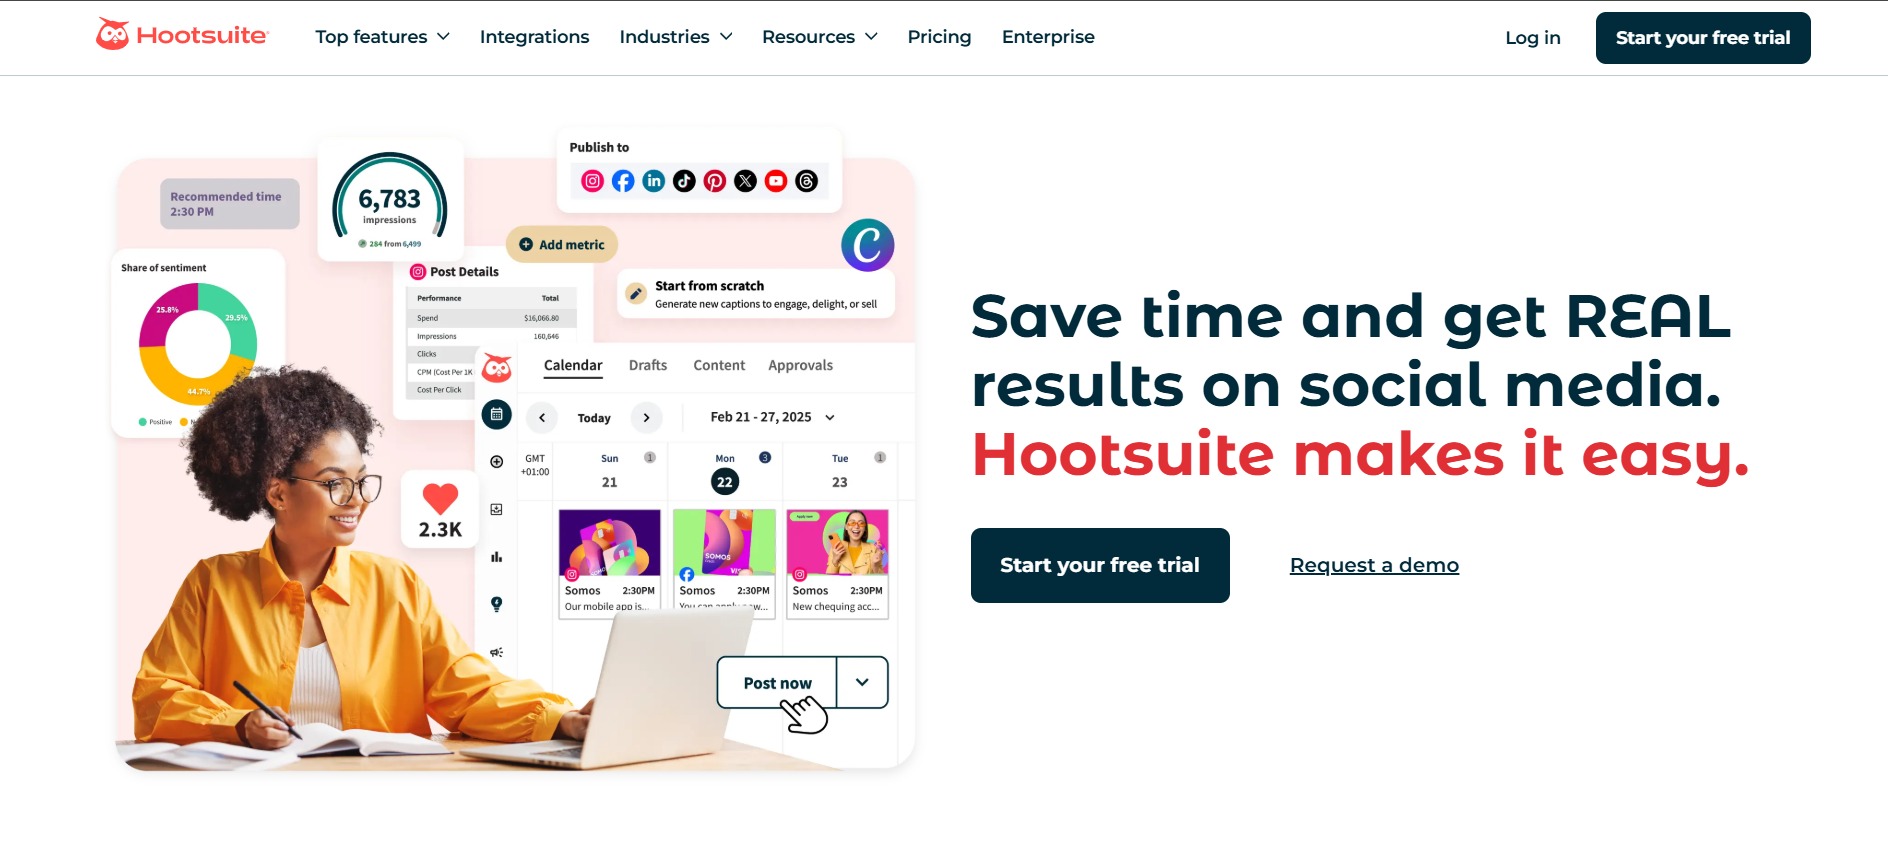 Hootsuite
Top features
Integrations
Industries
Resources
Pricing
Enterprise
Log in
Start your free trial
Recommended time
2:30 PM
6,783
impressions
284 from 6,499
Publish to
Add metric
C
Share of sentiment
25.8%
29.5%
44.7%
Positive
Post Details
Performance Total
Spend $16,066.80
Impressions 160,646
Clicks
CPM (Cost Per 1K
Cost Per Click
Start from scratch
Generate new captions to engage, delight, or sell
Calendar Drafts Content Approvals
Today
Feb 21 - 27, 2025
GMT
+01:00
Sun 1
21
Mon 3
22
Tue 1
23
SOMOS
Apply now
Somos 2:30PM
Our mobile app is...
Somos 2:30PM
You can apply now...
Somos 2:30PM
New chequing acc...
2.3K
Post now
Save time and get REAL
results on social media.
Hootsuite makes it easy.
Start your free trial
Request a demo